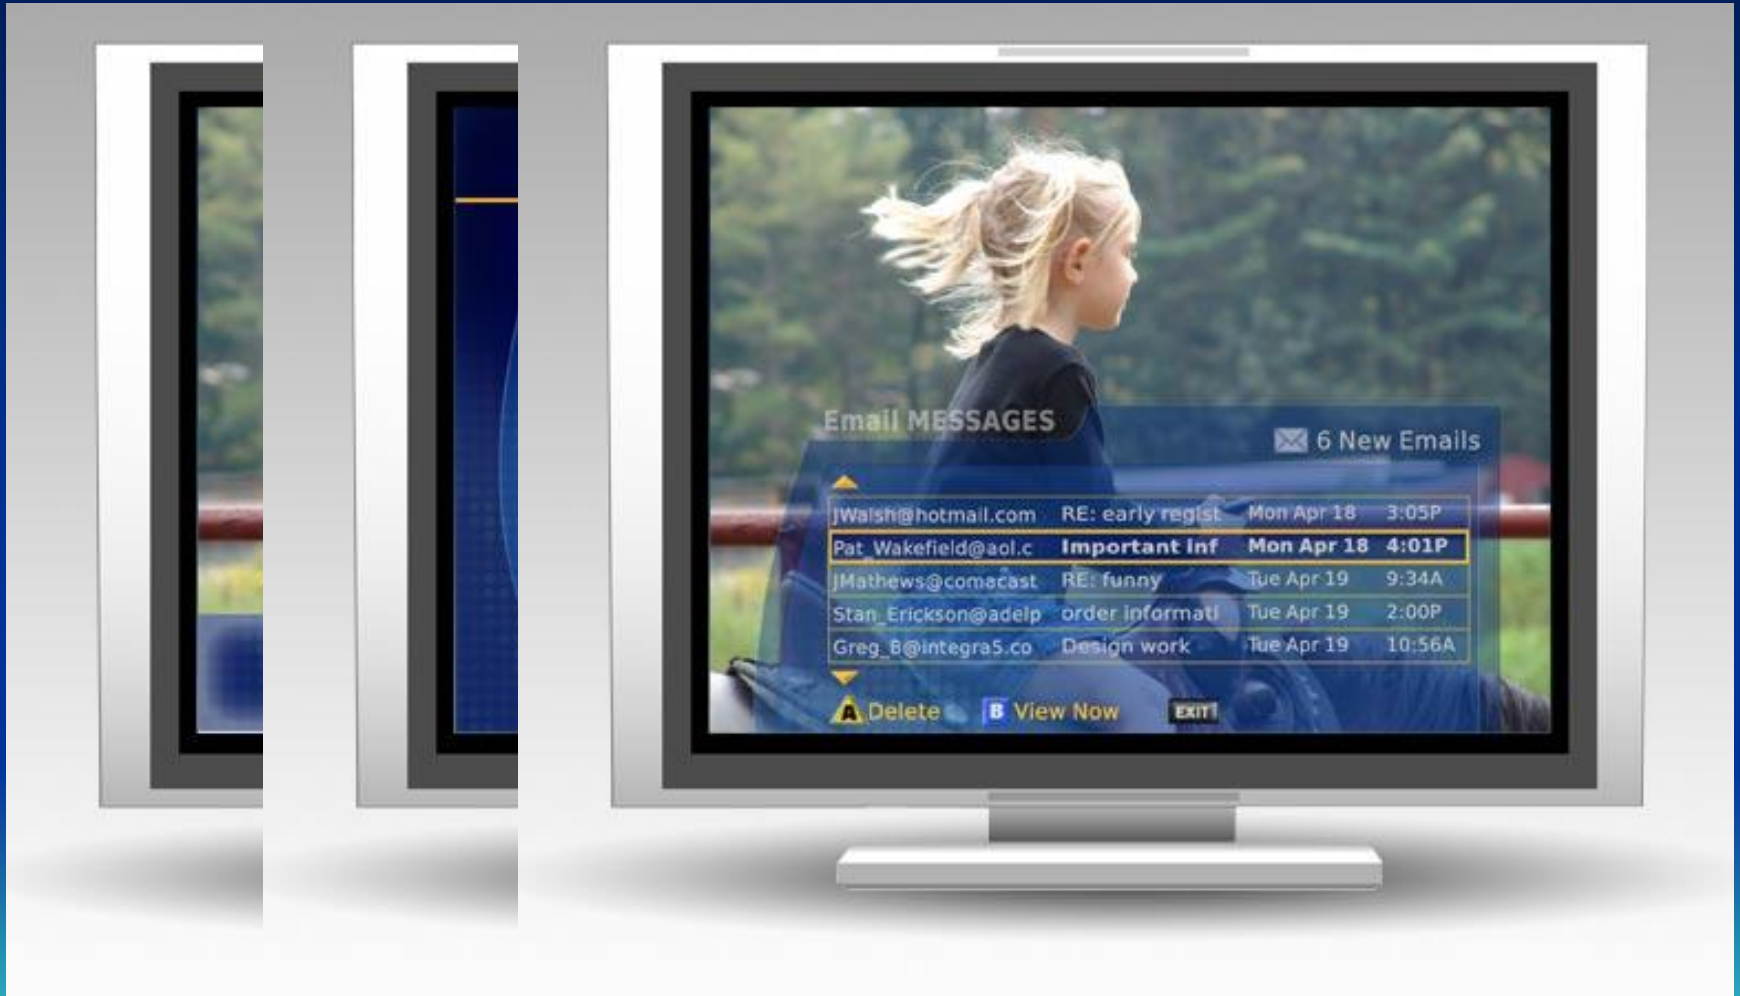 Email MESSAGES
6 New Emails
JWalsh@hotmail.com RE: early regist Mon Apr 18 3:05P
Pat_Wakefield@aol.c Important inf Mon Apr 18 4:01P
JMathews@comacast RE: funny Tue Apr 19 9:34A
Stan_Erickson@adelp order informati Tue Apr 19 2:00P
Greg_B@integra5.co Design work Tue Apr 19 10:56A
A Delete B View Now EXIT